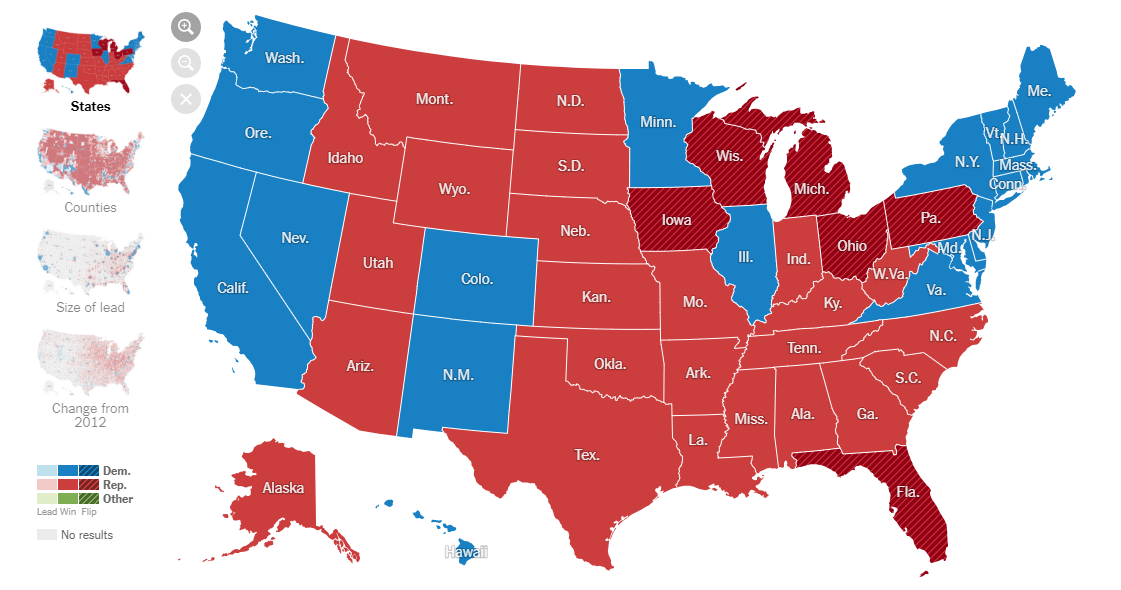 States
Counties
Size of lead
Change from
2012
Dem.
Rep.
Other
Lead Win Flip
No results
Wash.
Ore.
Calif.
Nev.
Idaho
Mont.
Wyo.
Utah
Ariz.
Colo.
N.M.
N.D.
S.D.
Neb.
Kan.
Okla.
Tex.
Minn.
Iowa
Mo.
Ark.
La.
Wis.
Ill.
Mich.
Ind.
Ohio
Ky.
Tenn.
Miss.
Ala.
Ga.
Fla.
S.C.
N.C.
Va.
W.Va.
Md.
Pa.
N.J.
N.Y.
Conn.
Mass.
Vt.
N.H.
Me.
Alaska
Hawaii